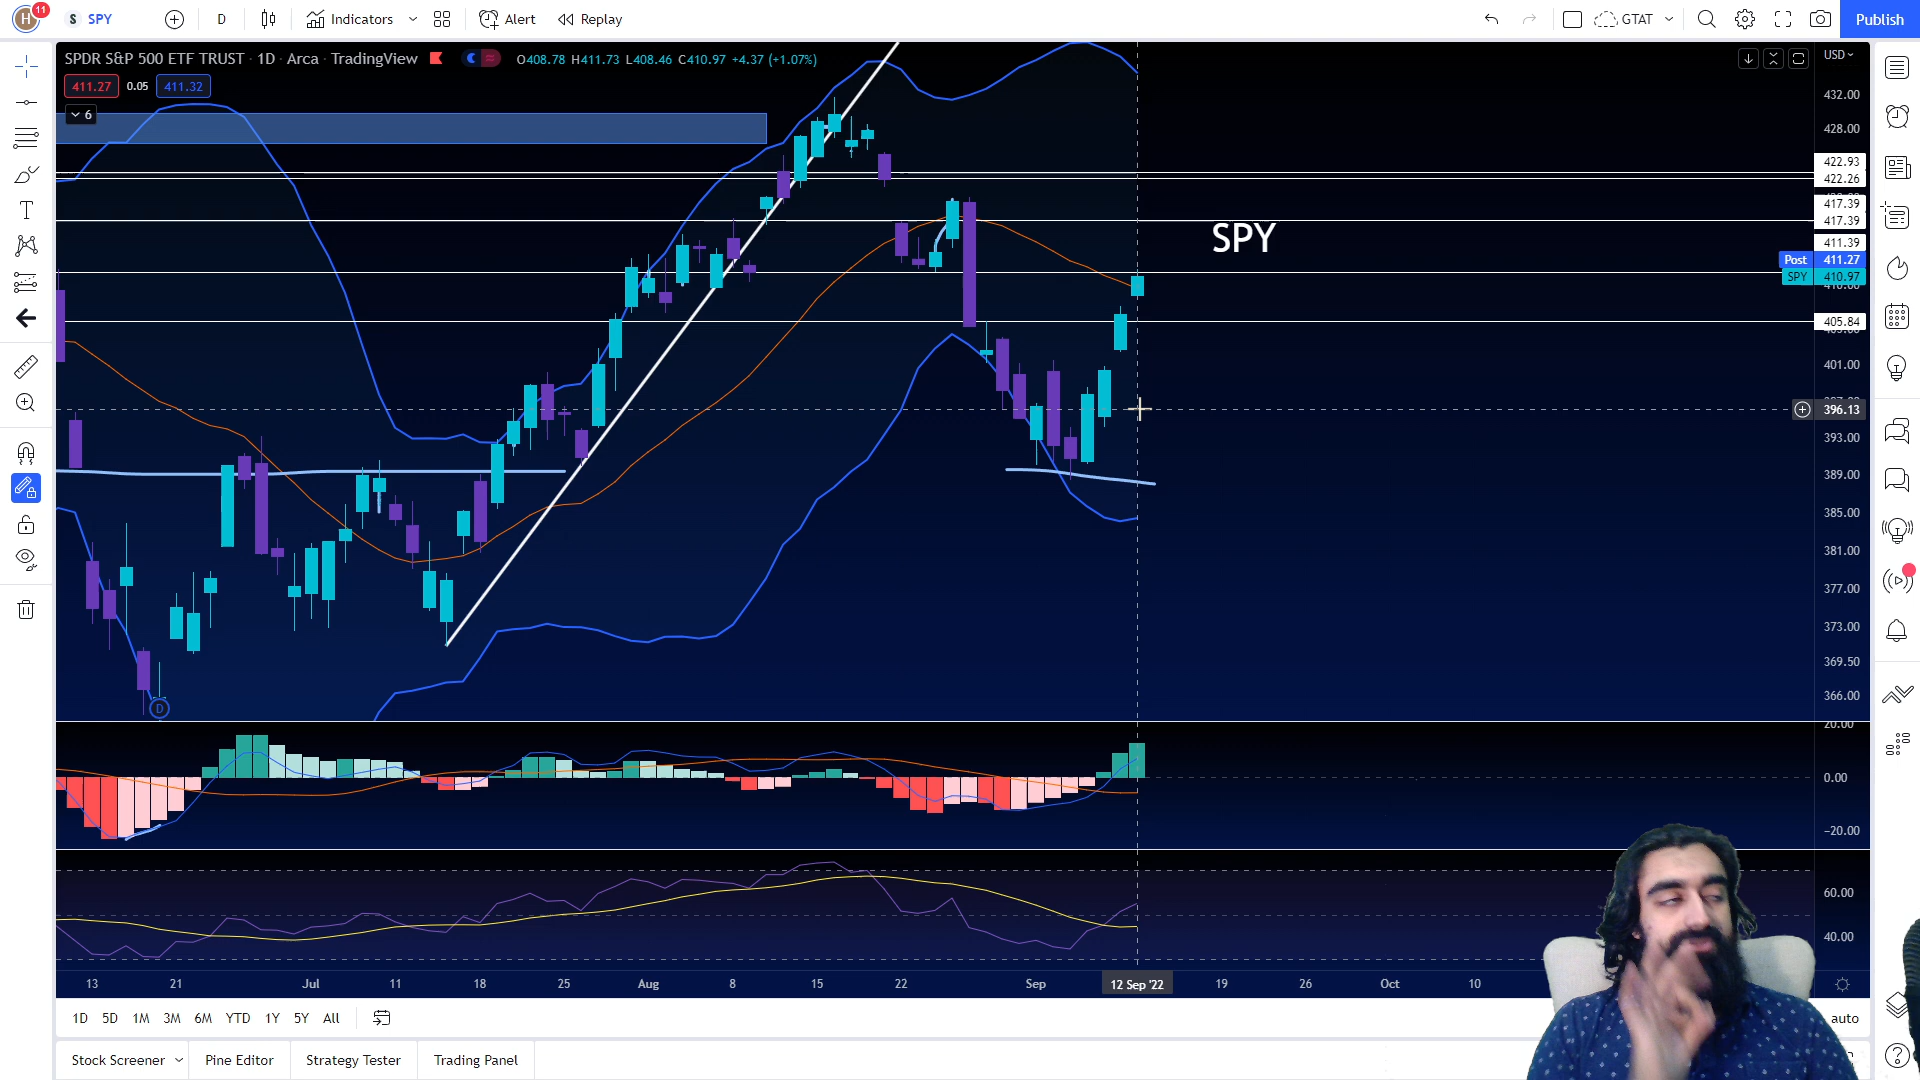 H 11 S SPY D Indicators Alert Replay GTAT Publish
SPDR S&P 500 ETF TRUST · 1D · Arca · TradingView O408.78 H411.73 L408.46 C410.97 +4.37 (+1.07%) USD
411.27 0.05 411.32
6
432.00
428.00
422.93
422.26
417.39
417.39
SPY
411.39
Post 411.27
SPY 410.97
405.84
401.00
396.13
393.00
389.00
385.00
381.00
377.00
373.00
369.50
366.00
D
20.00
0.00
−20.00
60.00
40.00
13 21 Jul 11 18 25 Aug 8 15 22 Sep 12 Sep '22 19 26 Oct 10
1D 5D 1M 3M 6M YTD 1Y 5Y All auto
Stock Screener Pine Editor Strategy Tester Trading Panel